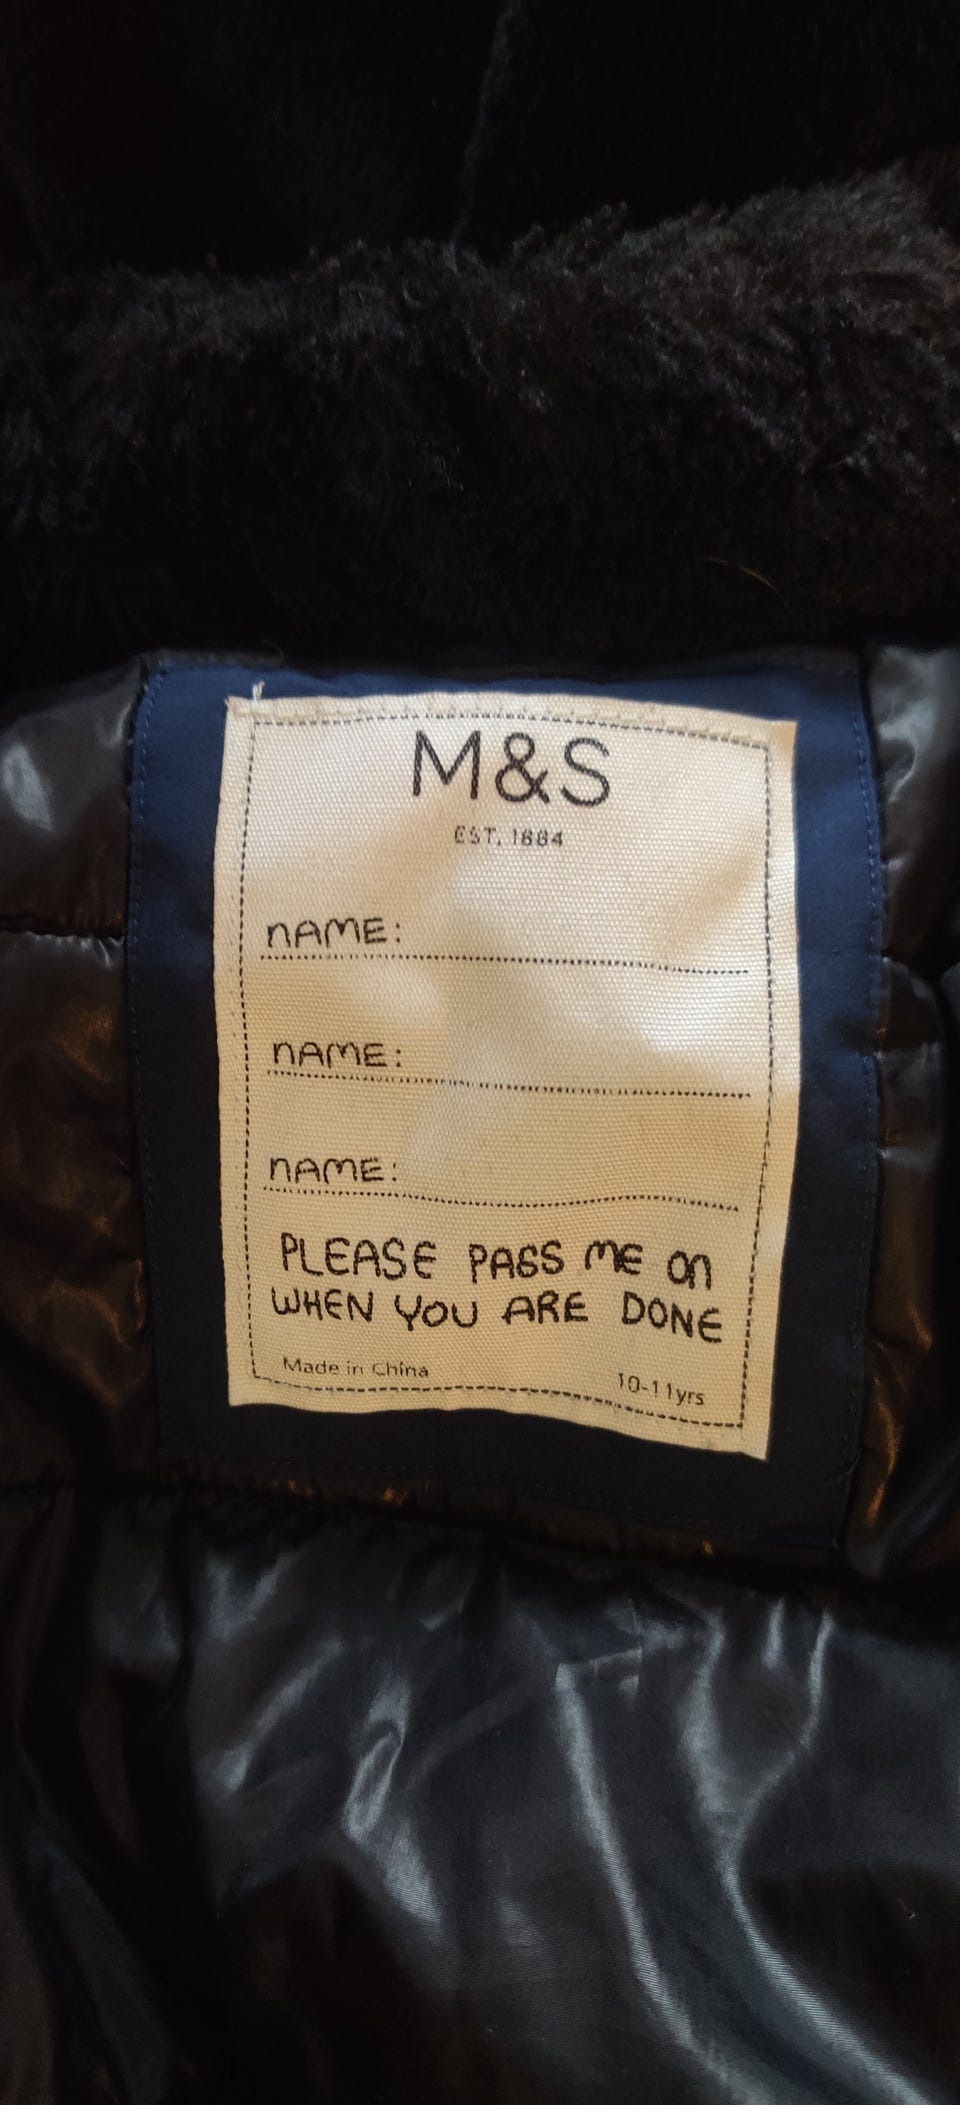 M&S
EST. 1884
NAME:
NAME:
NAME:
PLEASE PASS ME ON
WHEN YOU ARE DONE
Made in China 10-11yrs